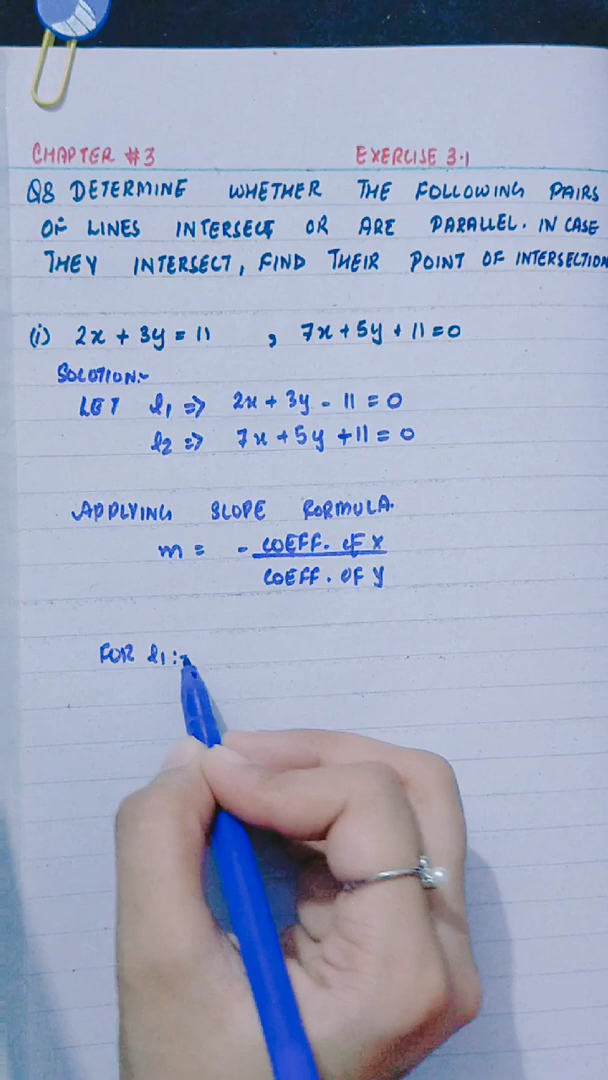 CHAPTER #3 EXERCISE 3.1
Q8 DETERMINE WHETHER THE FOLLOWING PAIRS
OF LINES INTERSECT OR ARE PARALLEL. IN CASE
THEY INTERSECT, FIND THEIR POINT OF INTERSECTION
(i) 2x + 3y = 11 , 7x + 5y + 11 = 0
SOLUTION:-
LET l₁ => 2x + 3y - 11 = 0
l₂ => 7x + 5y + 11 = 0
APPLYING SLOPE FORMULA.
m = - COEFF. OF X
COEFF. OF Y
FOR l₁ :-